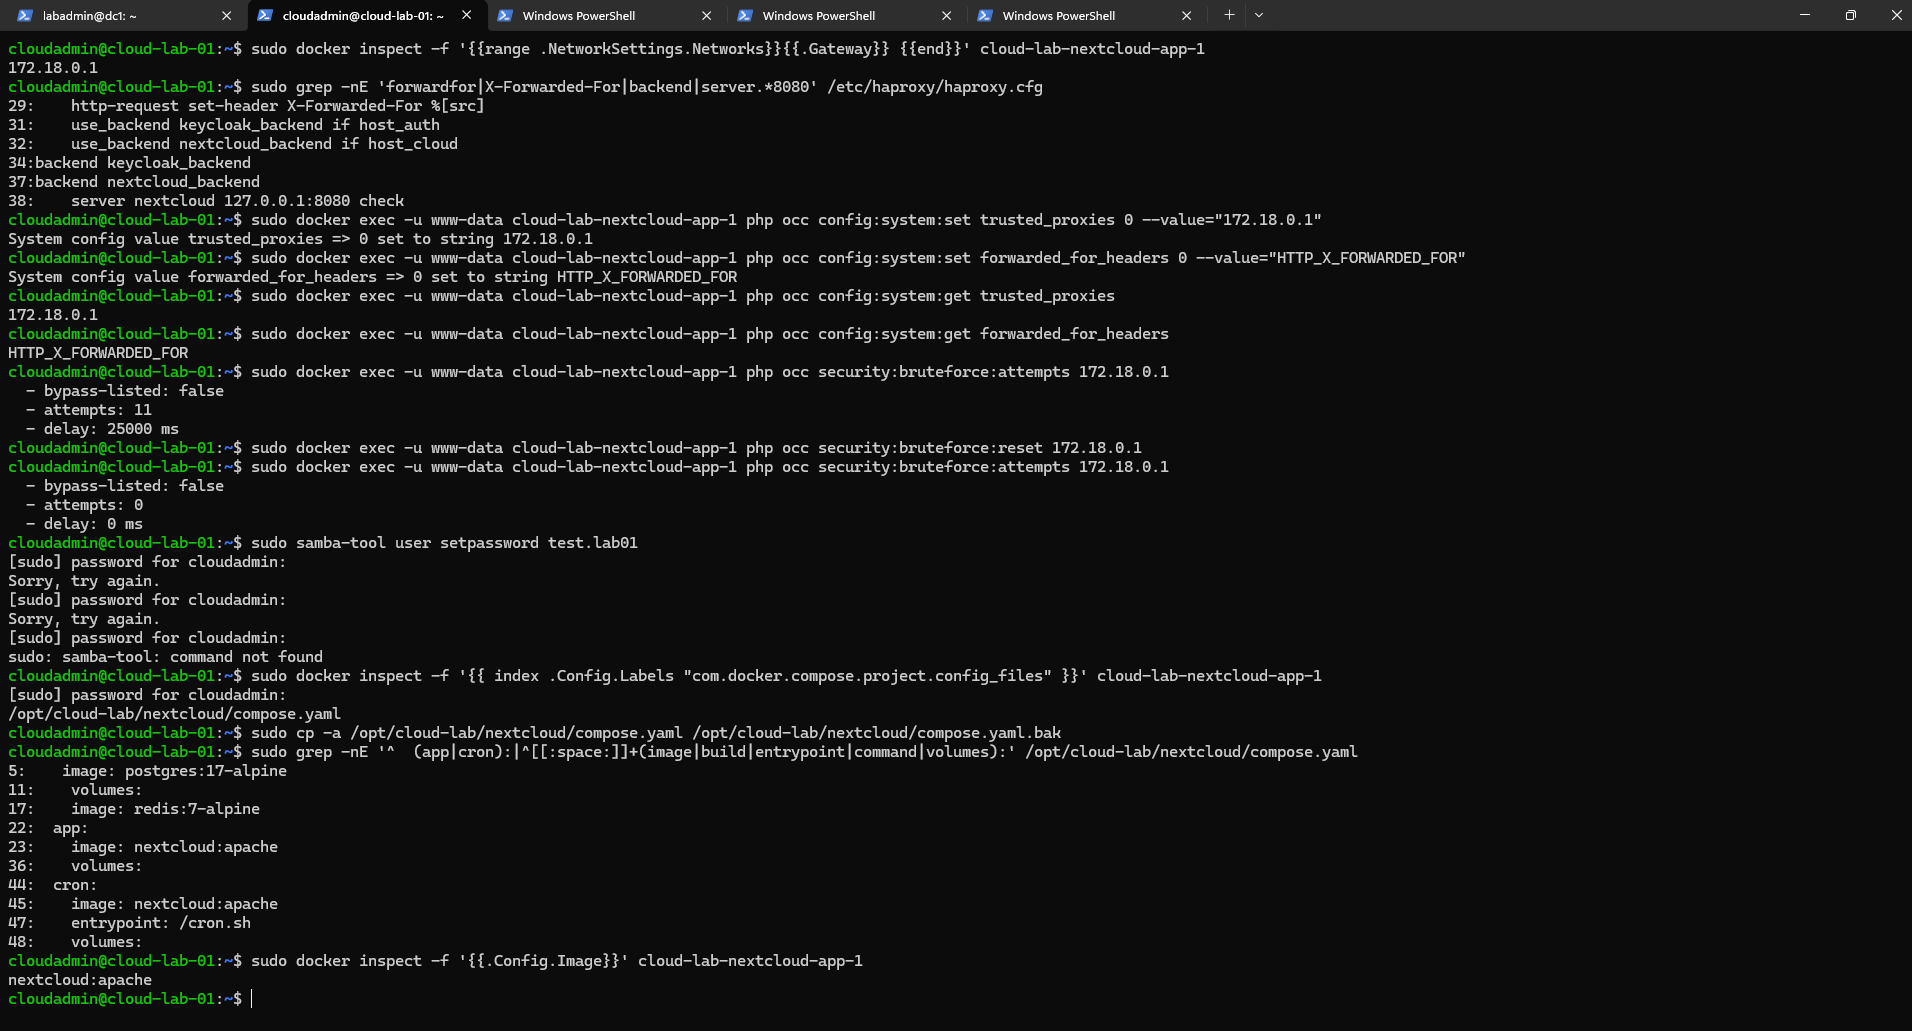 labadmin@dc1: ~
cloudadmin@cloud-lab-01: ~
Windows PowerShell
Windows PowerShell
Windows PowerShell
cloudadmin@cloud-lab-01:~$ sudo docker inspect -f '{{range .NetworkSettings.Networks}}{{.Gateway}} {{end}}' cloud-lab-nextcloud-app-1
172.18.0.1
cloudadmin@cloud-lab-01:~$ sudo grep -nE 'forwardfor|X-Forwarded-For|backend|server.*8080' /etc/haproxy/haproxy.cfg
29:    http-request set-header X-Forwarded-For %[src]
31:    use_backend keycloak_backend if host_auth
32:    use_backend nextcloud_backend if host_cloud
34:backend keycloak_backend
37:backend nextcloud_backend
38:    server nextcloud 127.0.0.1:8080 check
cloudadmin@cloud-lab-01:~$ sudo docker exec -u www-data cloud-lab-nextcloud-app-1 php occ config:system:set trusted_proxies 0 --value="172.18.0.1"
System config value trusted_proxies => 0 set to string 172.18.0.1
cloudadmin@cloud-lab-01:~$ sudo docker exec -u www-data cloud-lab-nextcloud-app-1 php occ config:system:set forwarded_for_headers 0 --value="HTTP_X_FORWARDED_FOR"
System config value forwarded_for_headers => 0 set to string HTTP_X_FORWARDED_FOR
cloudadmin@cloud-lab-01:~$ sudo docker exec -u www-data cloud-lab-nextcloud-app-1 php occ config:system:get trusted_proxies
172.18.0.1
cloudadmin@cloud-lab-01:~$ sudo docker exec -u www-data cloud-lab-nextcloud-app-1 php occ config:system:get forwarded_for_headers
HTTP_X_FORWARDED_FOR
cloudadmin@cloud-lab-01:~$ sudo docker exec -u www-data cloud-lab-nextcloud-app-1 php occ security:bruteforce:attempts 172.18.0.1
  - bypass-listed: false
  - attempts: 11
  - delay: 25000 ms
cloudadmin@cloud-lab-01:~$ sudo docker exec -u www-data cloud-lab-nextcloud-app-1 php occ security:bruteforce:reset 172.18.0.1
cloudadmin@cloud-lab-01:~$ sudo docker exec -u www-data cloud-lab-nextcloud-app-1 php occ security:bruteforce:attempts 172.18.0.1
  - bypass-listed: false
  - attempts: 0
  - delay: 0 ms
cloudadmin@cloud-lab-01:~$ sudo samba-tool user setpassword test.lab01
[sudo] password for cloudadmin:
Sorry, try again.
[sudo] password for cloudadmin:
Sorry, try again.
[sudo] password for cloudadmin:
sudo: samba-tool: command not found
cloudadmin@cloud-lab-01:~$ sudo docker inspect -f '{{ index .Config.Labels "com.docker.compose.project.config_files" }}' cloud-lab-nextcloud-app-1
[sudo] password for cloudadmin:
/opt/cloud-lab/nextcloud/compose.yaml
cloudadmin@cloud-lab-01:~$ sudo cp -a /opt/cloud-lab/nextcloud/compose.yaml /opt/cloud-lab/nextcloud/compose.yaml.bak
cloudadmin@cloud-lab-01:~$ sudo grep -nE '^  (app|cron):|^[[:space:]]+(image|build|entrypoint|command|volumes):' /opt/cloud-lab/nextcloud/compose.yaml
5:    image: postgres:17-alpine
11:    volumes:
17:    image: redis:7-alpine
22:  app:
23:    image: nextcloud:apache
36:    volumes:
44:  cron:
45:    image: nextcloud:apache
47:    entrypoint: /cron.sh
48:    volumes:
cloudadmin@cloud-lab-01:~$ sudo docker inspect -f '{{.Config.Image}}' cloud-lab-nextcloud-app-1
nextcloud:apache
cloudadmin@cloud-lab-01:~$